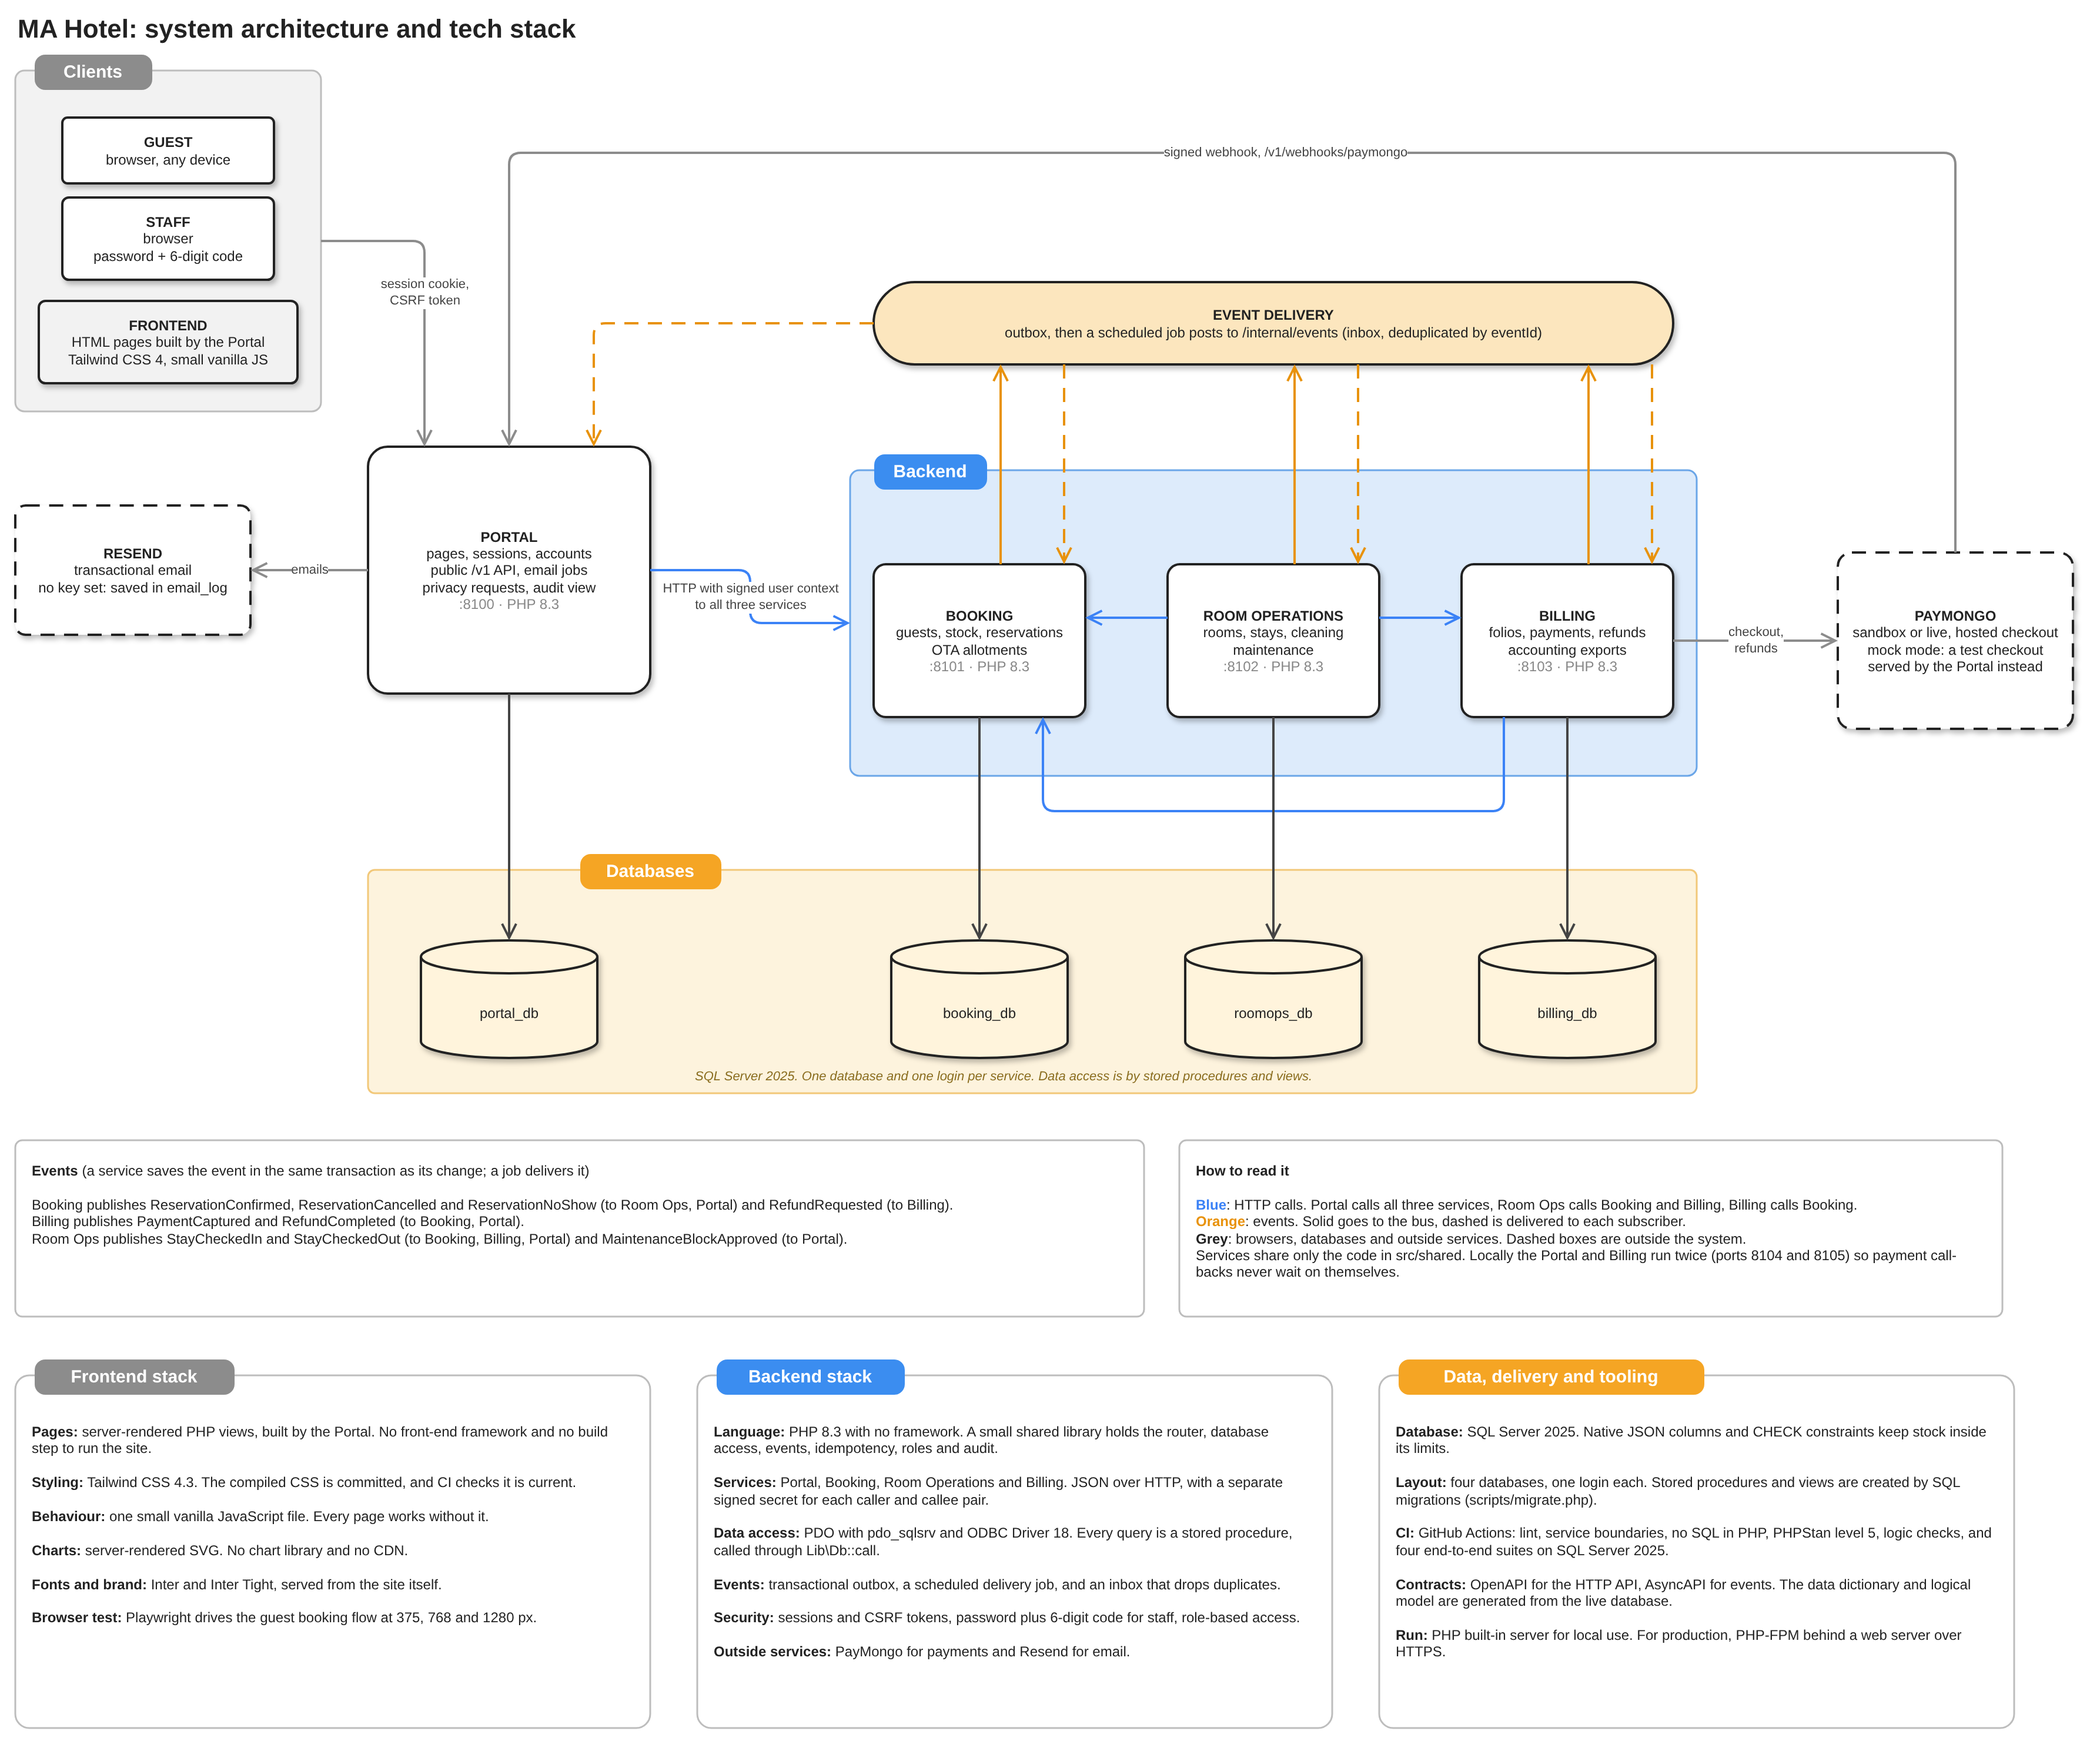 MA Hotel: system architecture and tech stack
Clients
GUEST
browser, any device
STAFF
browser
password + 6-digit code
FRONTEND
HTML pages built by the Portal
Tailwind CSS 4, small vanilla JS
session cookie,
CSRF token
signed webhook, /v1/webhooks/paymongo
EVENT DELIVERY
outbox, then a scheduled job posts to /internal/events (inbox, deduplicated by eventId)
RESEND
transactional email
no key set: saved in email_log
emails
PORTAL
pages, sessions, accounts
public /v1 API, email jobs
privacy requests, audit view
:8100 · PHP 8.3
HTTP with signed user context
to all three services
Backend
BOOKING
guests, stock, reservations
OTA allotments
:8101 · PHP 8.3
ROOM OPERATIONS
rooms, stays, cleaning
maintenance
:8102 · PHP 8.3
BILLING
folios, payments, refunds
accounting exports
:8103 · PHP 8.3
checkout,
refunds
PAYMONGO
sandbox or live, hosted checkout
mock mode: a test checkout
served by the Portal instead
Databases
portal_db
booking_db
roomops_db
billing_db
SQL Server 2025. One database and one login per service. Data access is by stored procedures and views.
Events (a service saves the event in the same transaction as its change; a job delivers it)
Booking publishes ReservationConfirmed, ReservationCancelled and ReservationNoShow (to Room Ops, Portal) and RefundRequested (to Billing).
Billing publishes PaymentCaptured and RefundCompleted (to Booking, Portal).
Room Ops publishes StayCheckedIn and StayCheckedOut (to Booking, Billing, Portal) and MaintenanceBlockApproved (to Portal).
How to read it
Blue: HTTP calls. Portal calls all three services, Room Ops calls Booking and Billing, Billing calls Booking.
Orange: events. Solid goes to the bus, dashed is delivered to each subscriber.
Grey: browsers, databases and outside services. Dashed boxes are outside the system.
Services share only the code in src/shared. Locally the Portal and Billing run twice (ports 8104 and 8105) so payment call-
backs never wait on themselves.
Frontend stack
Pages: server-rendered PHP views, built by the Portal. No front-end framework and no build
step to run the site.
Styling: Tailwind CSS 4.3. The compiled CSS is committed, and CI checks it is current.
Behaviour: one small vanilla JavaScript file. Every page works without it.
Charts: server-rendered SVG. No chart library and no CDN.
Fonts and brand: Inter and Inter Tight, served from the site itself.
Browser test: Playwright drives the guest booking flow at 375, 768 and 1280 px.
Backend stack
Language: PHP 8.3 with no framework. A small shared library holds the router, database
access, events, idempotency, roles and audit.
Services: Portal, Booking, Room Operations and Billing. JSON over HTTP, with a separate
signed secret for each caller and callee pair.
Data access: PDO with pdo_sqlsrv and ODBC Driver 18. Every query is a stored procedure,
called through Lib\Db::call.
Events: transactional outbox, a scheduled delivery job, and an inbox that drops duplicates.
Security: sessions and CSRF tokens, password plus 6-digit code for staff, role-based access.
Outside services: PayMongo for payments and Resend for email.
Data, delivery and tooling
Database: SQL Server 2025. Native JSON columns and CHECK constraints keep stock inside
its limits.
Layout: four databases, one login each. Stored procedures and views are created by SQL
migrations (scripts/migrate.php).
CI: GitHub Actions: lint, service boundaries, no SQL in PHP, PHPStan level 5, logic checks, and
four end-to-end suites on SQL Server 2025.
Contracts: OpenAPI for the HTTP API, AsyncAPI for events. The data dictionary and logical
model are generated from the live database.
Run: PHP built-in server for local use. For production, PHP-FPM behind a web server over
HTTPS.